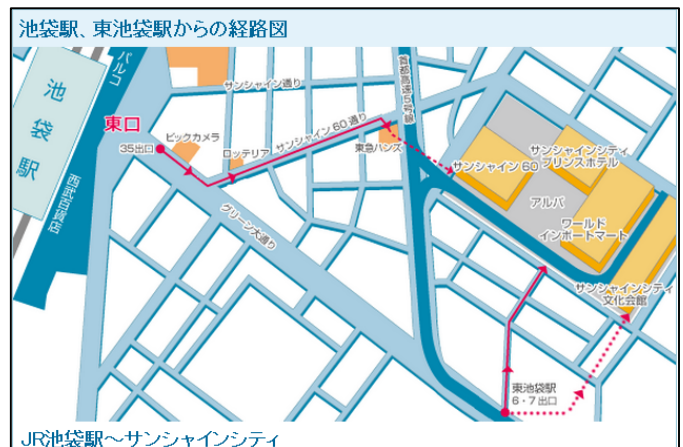 池袋駅、東池袋駅からの経路図
パルコ
池袋駅
西武百貨店
東口
35出口
ビックカメラ
ロッテリア
サンシャイン通り
サンシャイン60通り
東急ハンズ
首都高速5号線
グリーン大通り
サンシャイン60
サンシャインシティ
プリンスホテル
アルパ
ワールド
インポートマート
サンシャインシティ
文化会館
東池袋駅
6・7出口
JR池袋駅～サンシャインシティ